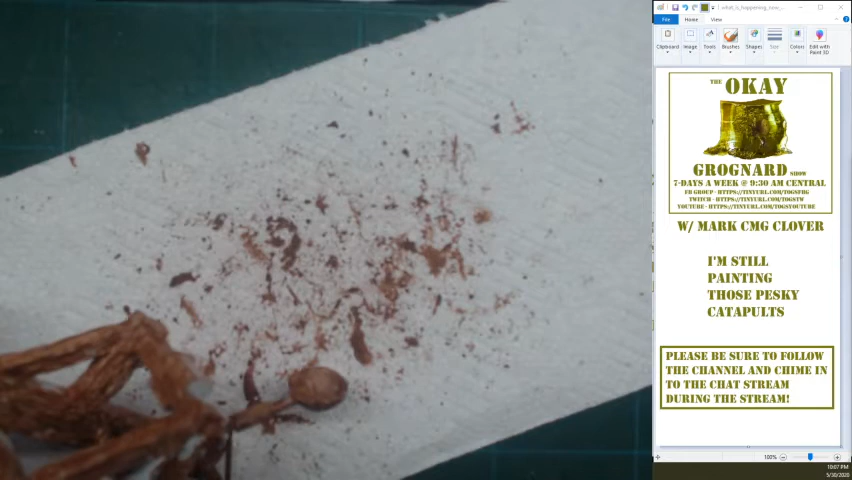 what_is_happening_now_...
File
Home
View
Clipboard
Image
Tools
Brushes
Shapes
Size
Colors
Edit with
Paint 3D
THE OKAY
GROGNARD SHOW
7-DAYS A WEEK @ 9:30 AM CENTRAL
FB GROUP - HTTPS://TINYURL.COM/TOGSFBG
TWITCH - HTTPS://TINYURL.COM/TOGSTW
YOUTUBE - HTTPS://TINYURL.COM/TOGSYOUTUBE
W/ MARK CMG CLOVER
I'M STILL
PAINTING
THOSE PESKY
CATAPULTS
PLEASE BE SURE TO FOLLOW
THE CHANNEL AND CHIME IN
TO THE CHAT STREAM
DURING THE STREAM!
100%
10:07 PM
5/30/2020